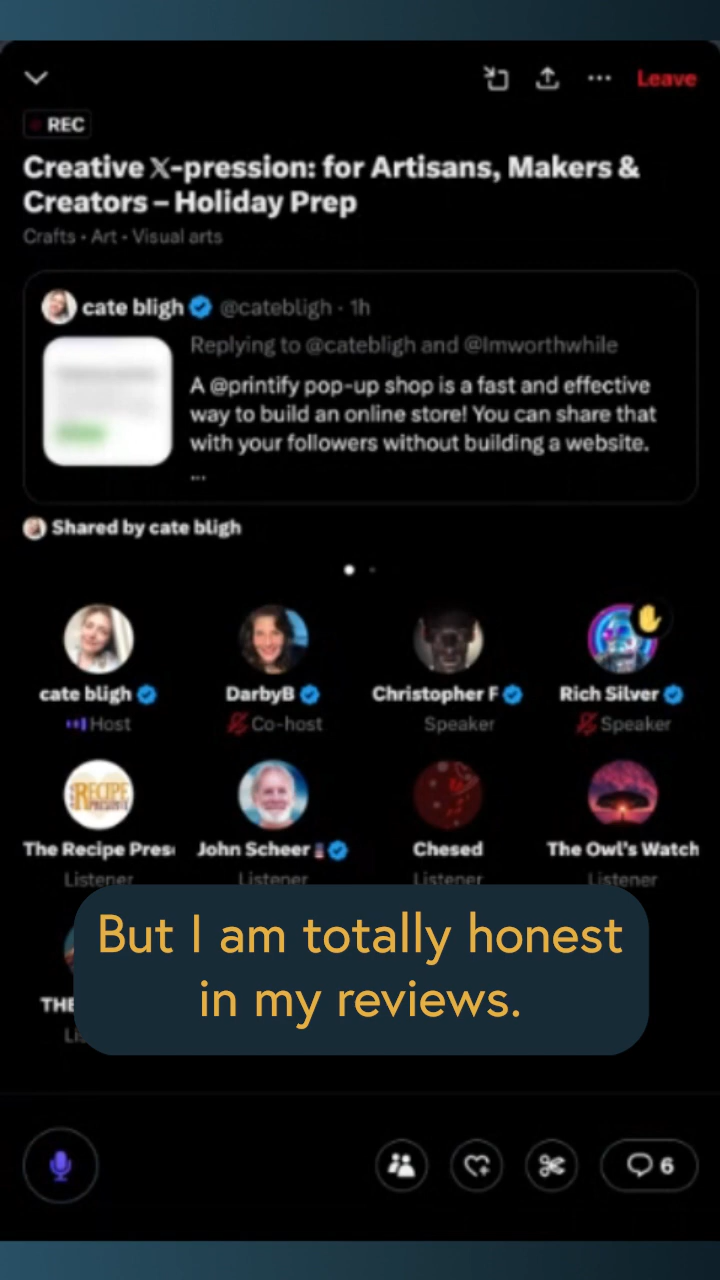 Leave
REC
Creative 𝕏-pression: for Artisans, Makers &
Creators – Holiday Prep
Crafts • Art • Visual arts
cate bligh @catebligh · 1h
Replying to @catebligh and @Imworthwhile
A @printify pop-up shop is a fast and effective
way to build an online store! You can share that
with your followers without building a website.
...
Shared by cate bligh
cate bligh DarbyB Christopher F Rich Silver
Host Co-host Speaker Speaker
RECIPE
The Recipe Pres John Scheer Chesed The Owl's Watch
Listener Listener Listener Listener
But I am totally honest
in my reviews.
THE
6